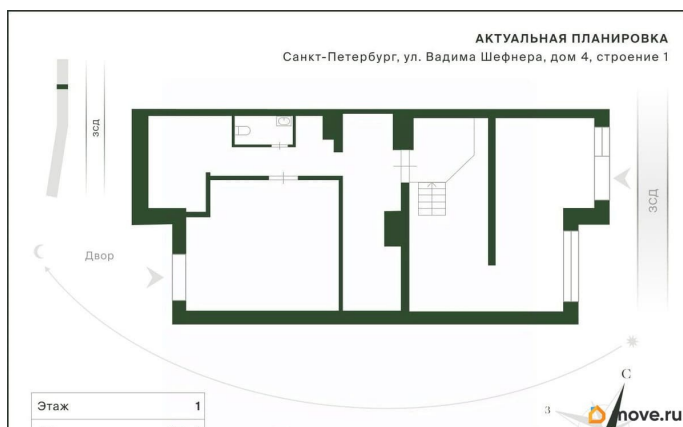 АКТУАЛЬНАЯ ПЛАНИРОВКА
Санкт-Петербург, ул. Вадима Шефнера, дом 4, строение 1
ЗСД
ЗСД
Двор
С
З
Этаж 1
move.ru